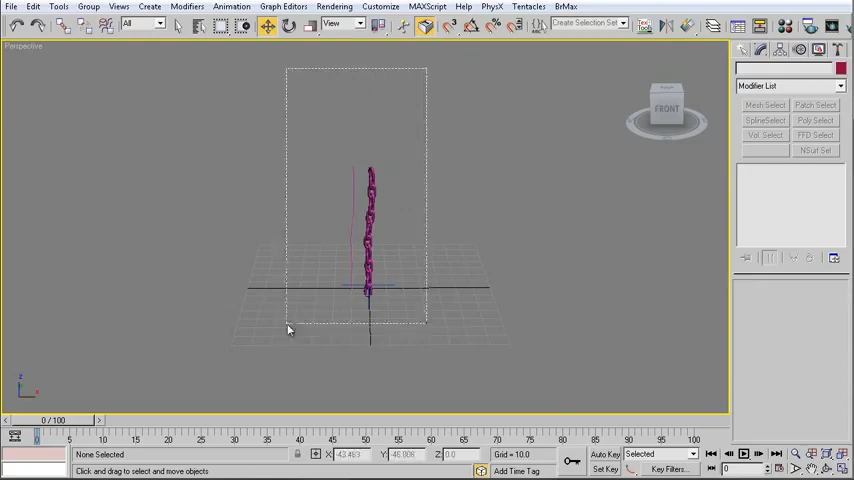 File Edit Tools Group Views Create Modifiers Animation Graph Editors Rendering Customize MAXScript Help PhysX Tentacles BrMax
All View Create Selection Set
Perspective
FRONT
Modifier List
Mesh Select Patch Select
SplineSelect Poly Select
Vol. Select FFD Select
NSurf Sel
z
x
0 / 100
0 5 10 15 20 25 30 35 40 45 50 55 60 65 70 75 80 85 90 95 100
None Selected X: -43.463 Y: -46.806 Z: 0.0 Grid = 10.0 Auto Key Selected
Click and drag to select and move objects Add Time Tag Set Key Key Filters... 0